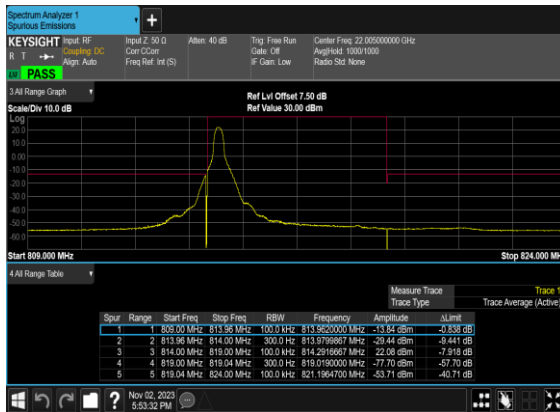 Spectrum Analyzer 1
Spurious Emissions
+
KEYSIGHT Input: RF Input Z: 50 Ω Atten: 40 dB Trig: Free Run Center Freq: 22.005000000 GHz
R T Coupling: DC Corr CCorr Gate: Off Avg|Hold: 1000/1000
Align: Auto Freq Ref: Int (S) IF Gain: Low Radio Std: None
PASS
3 All Range Graph
Ref Lvl Offset 7.50 dB
Scale/Div 10.0 dB Ref Value 30.00 dBm
Log
20.0
10.0
0.00
-10.0
-20.0
-30.0
-40.0
-50.0
-60.0
Start 809.000 MHz Stop 824.000 MH
4 All Range Table
Measure Trace Trace 1
Trace Type Trace Average (Active)
Spur Range Start Freq Stop Freq RBW Frequency Amplitude ΔLimit
1 1 809.00 MHz 813.96 MHz 100.0 kHz 813.9620000 MHz -13.84 dBm -0.838 dB
2 2 813.96 MHz 814.00 MHz 300.0 Hz 813.9799867 MHz -29.44 dBm -9.441 dB
3 3 814.00 MHz 819.00 MHz 100.0 kHz 814.2916667 MHz 22.08 dBm -7.918 dB
4 4 819.00 MHz 819.04 MHz 300.0 Hz 819.0190000 MHz -77.70 dBm -57.70 dB
5 5 819.04 MHz 824.00 MHz 100.0 kHz 821.1964700 MHz -53.71 dBm -40.71 dB
?
Nov 02, 2023
5:53:32 PM